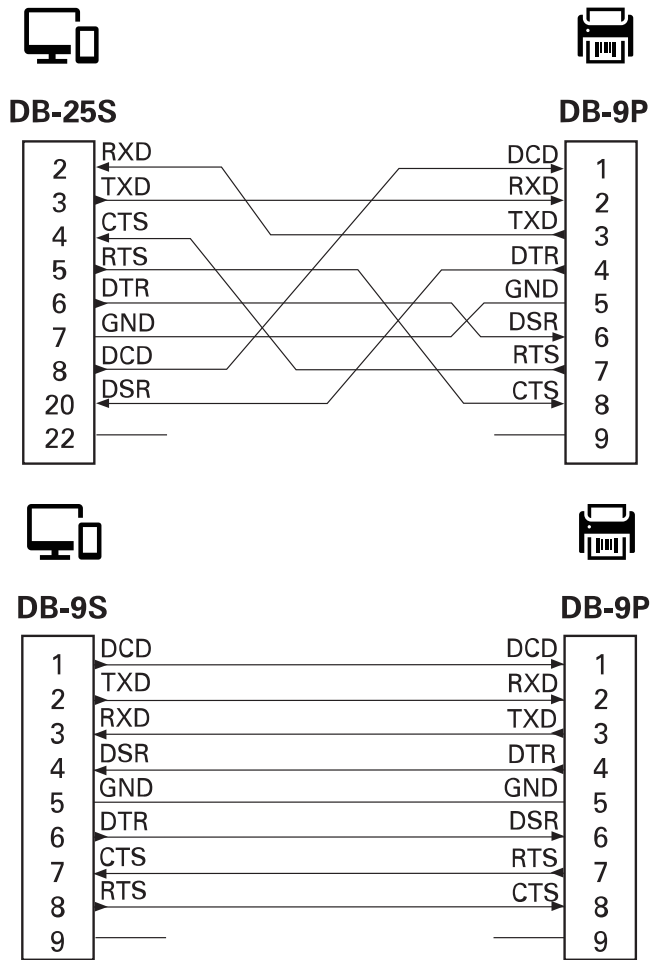 DB-25S DB-9P
2 RXD DCD 1
3 TXD RXD 2
4 CTS TXD 3
5 RTS DTR 4
6 DTR GND 5
7 GND DSR 6
8 DCD RTS 7
20 DSR CTS 8
22 9
DB-9S DB-9P
1 DCD DCD 1
2 TXD RXD 2
3 RXD TXD 3
4 DSR DTR 4
5 GND GND 5
6 DTR DSR 6
7 CTS RTS 7
8 RTS CTS 8
9 9